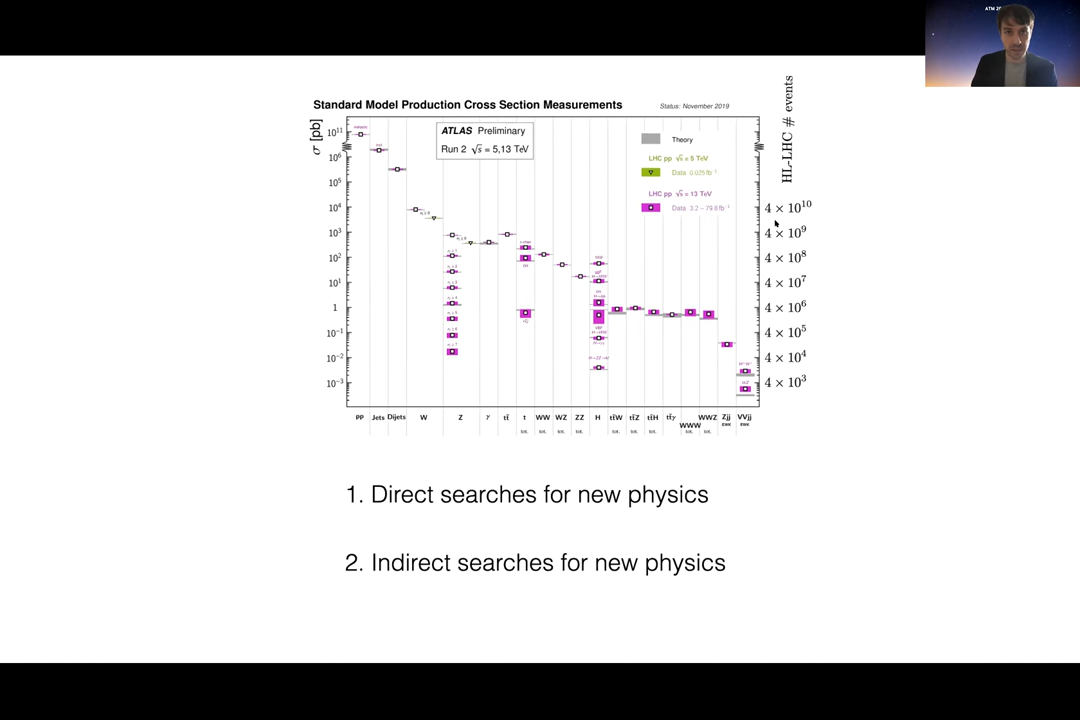 Standard Model Production Cross Section Measurements
Status: November 2019
σ [pb]
HL-LHC # events
ATLAS Preliminary
Run 2 √s = 5,13 TeV
Theory
LHC pp √s = 5 TeV
Data 0.025 fb⁻¹
LHC pp √s = 13 TeV
Data 3.2 – 79.8 fb⁻¹
10¹¹
10⁶
10⁵
10⁴
10³
10²
10¹
1
10⁻¹
10⁻²
10⁻³
4 × 10¹⁰
4 × 10⁹
4 × 10⁸
4 × 10⁷
4 × 10⁶
4 × 10⁵
4 × 10⁴
4 × 10³
PP Jets Dijets W Z γ tt̄ t WW WZ ZZ H tt̄W tt̄Z tt̄H tt̄γ WWW WWZ Zjj VVjj
tot. tot. tot. tot. tot. tot. tot. tot. tot. EWK EWK
1. Direct searches for new physics
2. Indirect searches for new physics